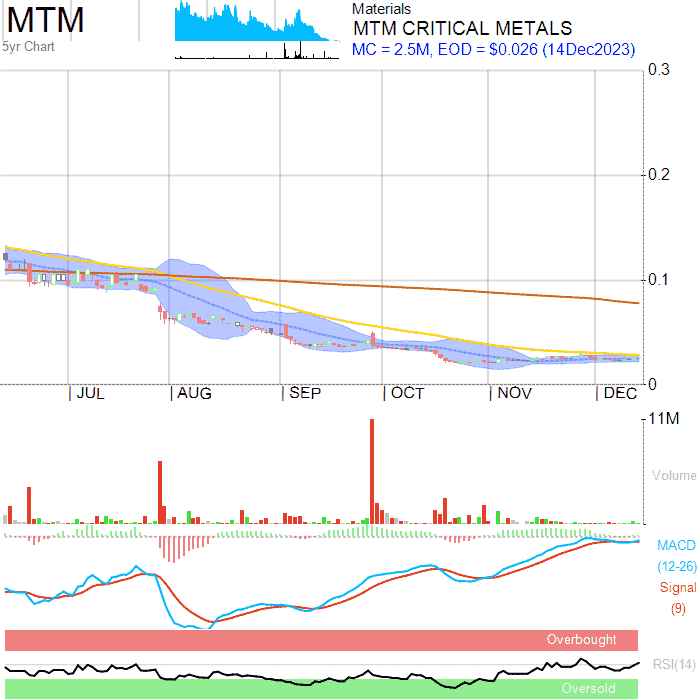 MTM
5yr Chart
Materials
MTM CRITICAL METALS
MC = 2.5M, EOD = $0.026 (14Dec2023)
0.3
0.2
0.1
0
JUL AUG SEP OCT NOV DEC
11M
Volume
MACD
(12-26)
Signal
(9)
Overbought
RSI(14)
Oversold